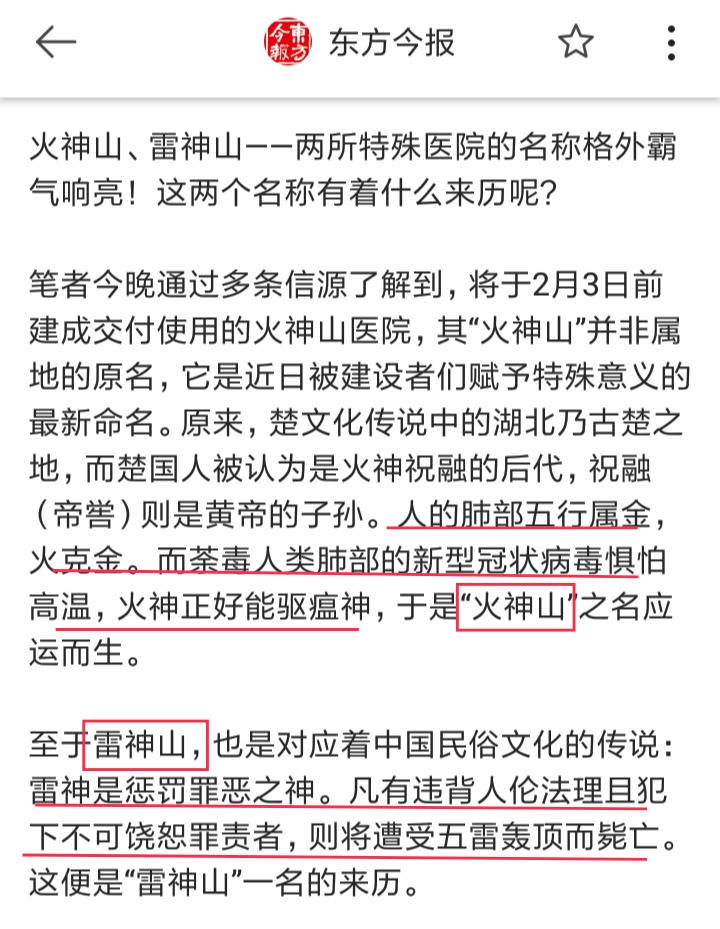 今東報方
东方今报
火神山、雷神山——两所特殊医院的名称格外霸
气响亮！这两个名称有着什么来历呢？
笔者今晚通过多条信源了解到，将于2月3日前
建成交付使用的火神山医院，其“火神山”并非属
地的原名，它是近日被建设者们赋予特殊意义的
最新命名。原来，楚文化传说中的湖北乃古楚之
地，而楚国人被认为是火神祝融的后代，祝融
（帝喾）则是黄帝的子孙。人的肺部五行属金，
火克金。而荼毒人类肺部的新型冠状病毒惧怕
高温，火神正好能驱瘟神，于是“火神山”之名应
运而生。
至于雷神山，也是对应着中国民俗文化的传说：
雷神是惩罚罪恶之神。凡有违背人伦法理且犯
下不可饶恕罪责者，则将遭受五雷轰顶而毙亡。
这便是“雷神山”一名的来历。